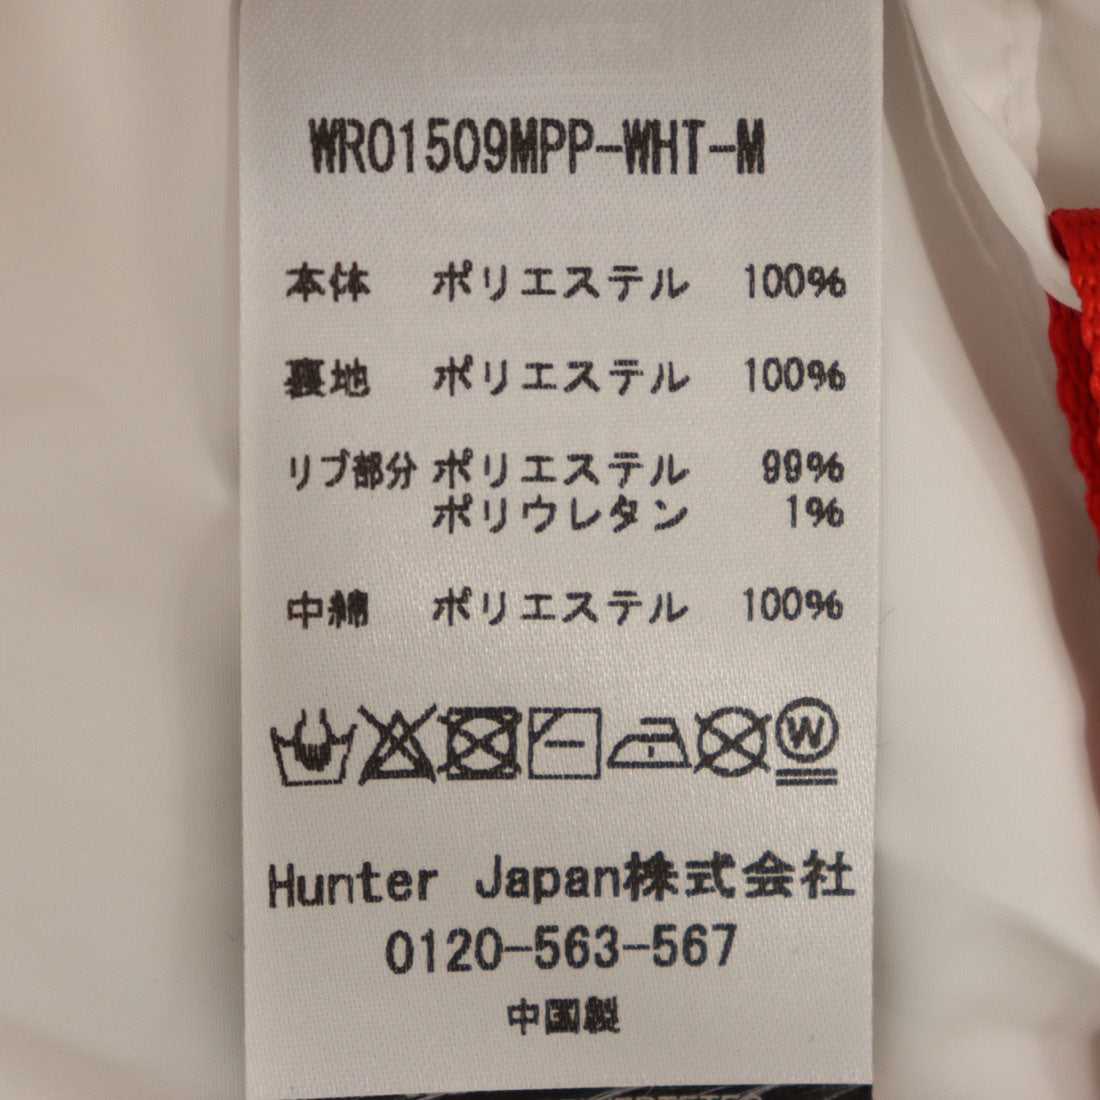 WR01509MPP-WHT-M
本体 ポリエステル 100%
裏地 ポリエステル 100%
リブ部分 ポリエステル 99%
ポリウレタン 1%
中綿 ポリエステル 100%
W
Hunter Japan株式会社
0120-563-567
中国製